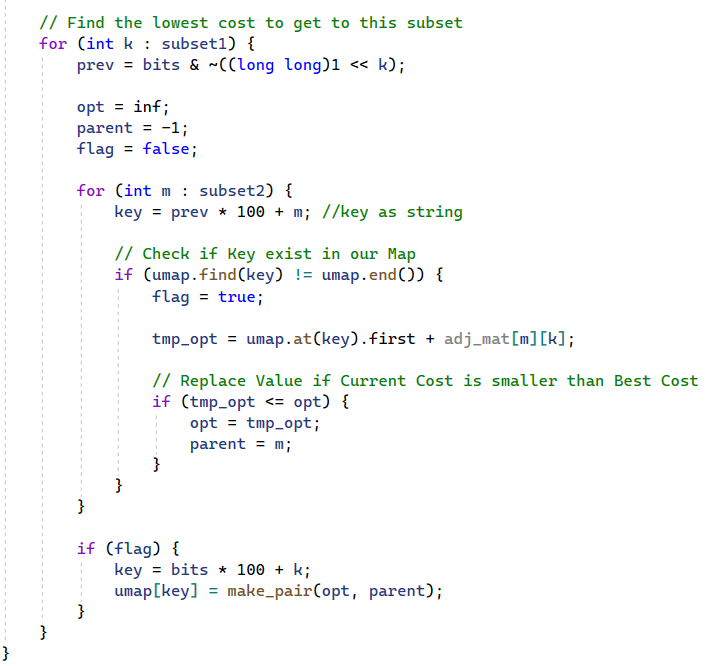 // Find the lowest cost to get to this subset
for (int k : subset1) {
prev = bits & ~((long long)1 << k);
opt = inf;
parent = -1;
flag = false;
for (int m : subset2) {
key = prev * 100 + m; //key as string
// Check if Key exist in our Map
if (umap.find(key) != umap.end()) {
flag = true;
tmp_opt = umap.at(key).first + adj_mat[m][k];
// Replace Value if Current Cost is smaller than Best Cost
if (tmp_opt <= opt) {
opt = tmp_opt;
parent = m;
}
}
}
if (flag) {
key = bits * 100 + k;
umap[key] = make_pair(opt, parent);
}
}
}